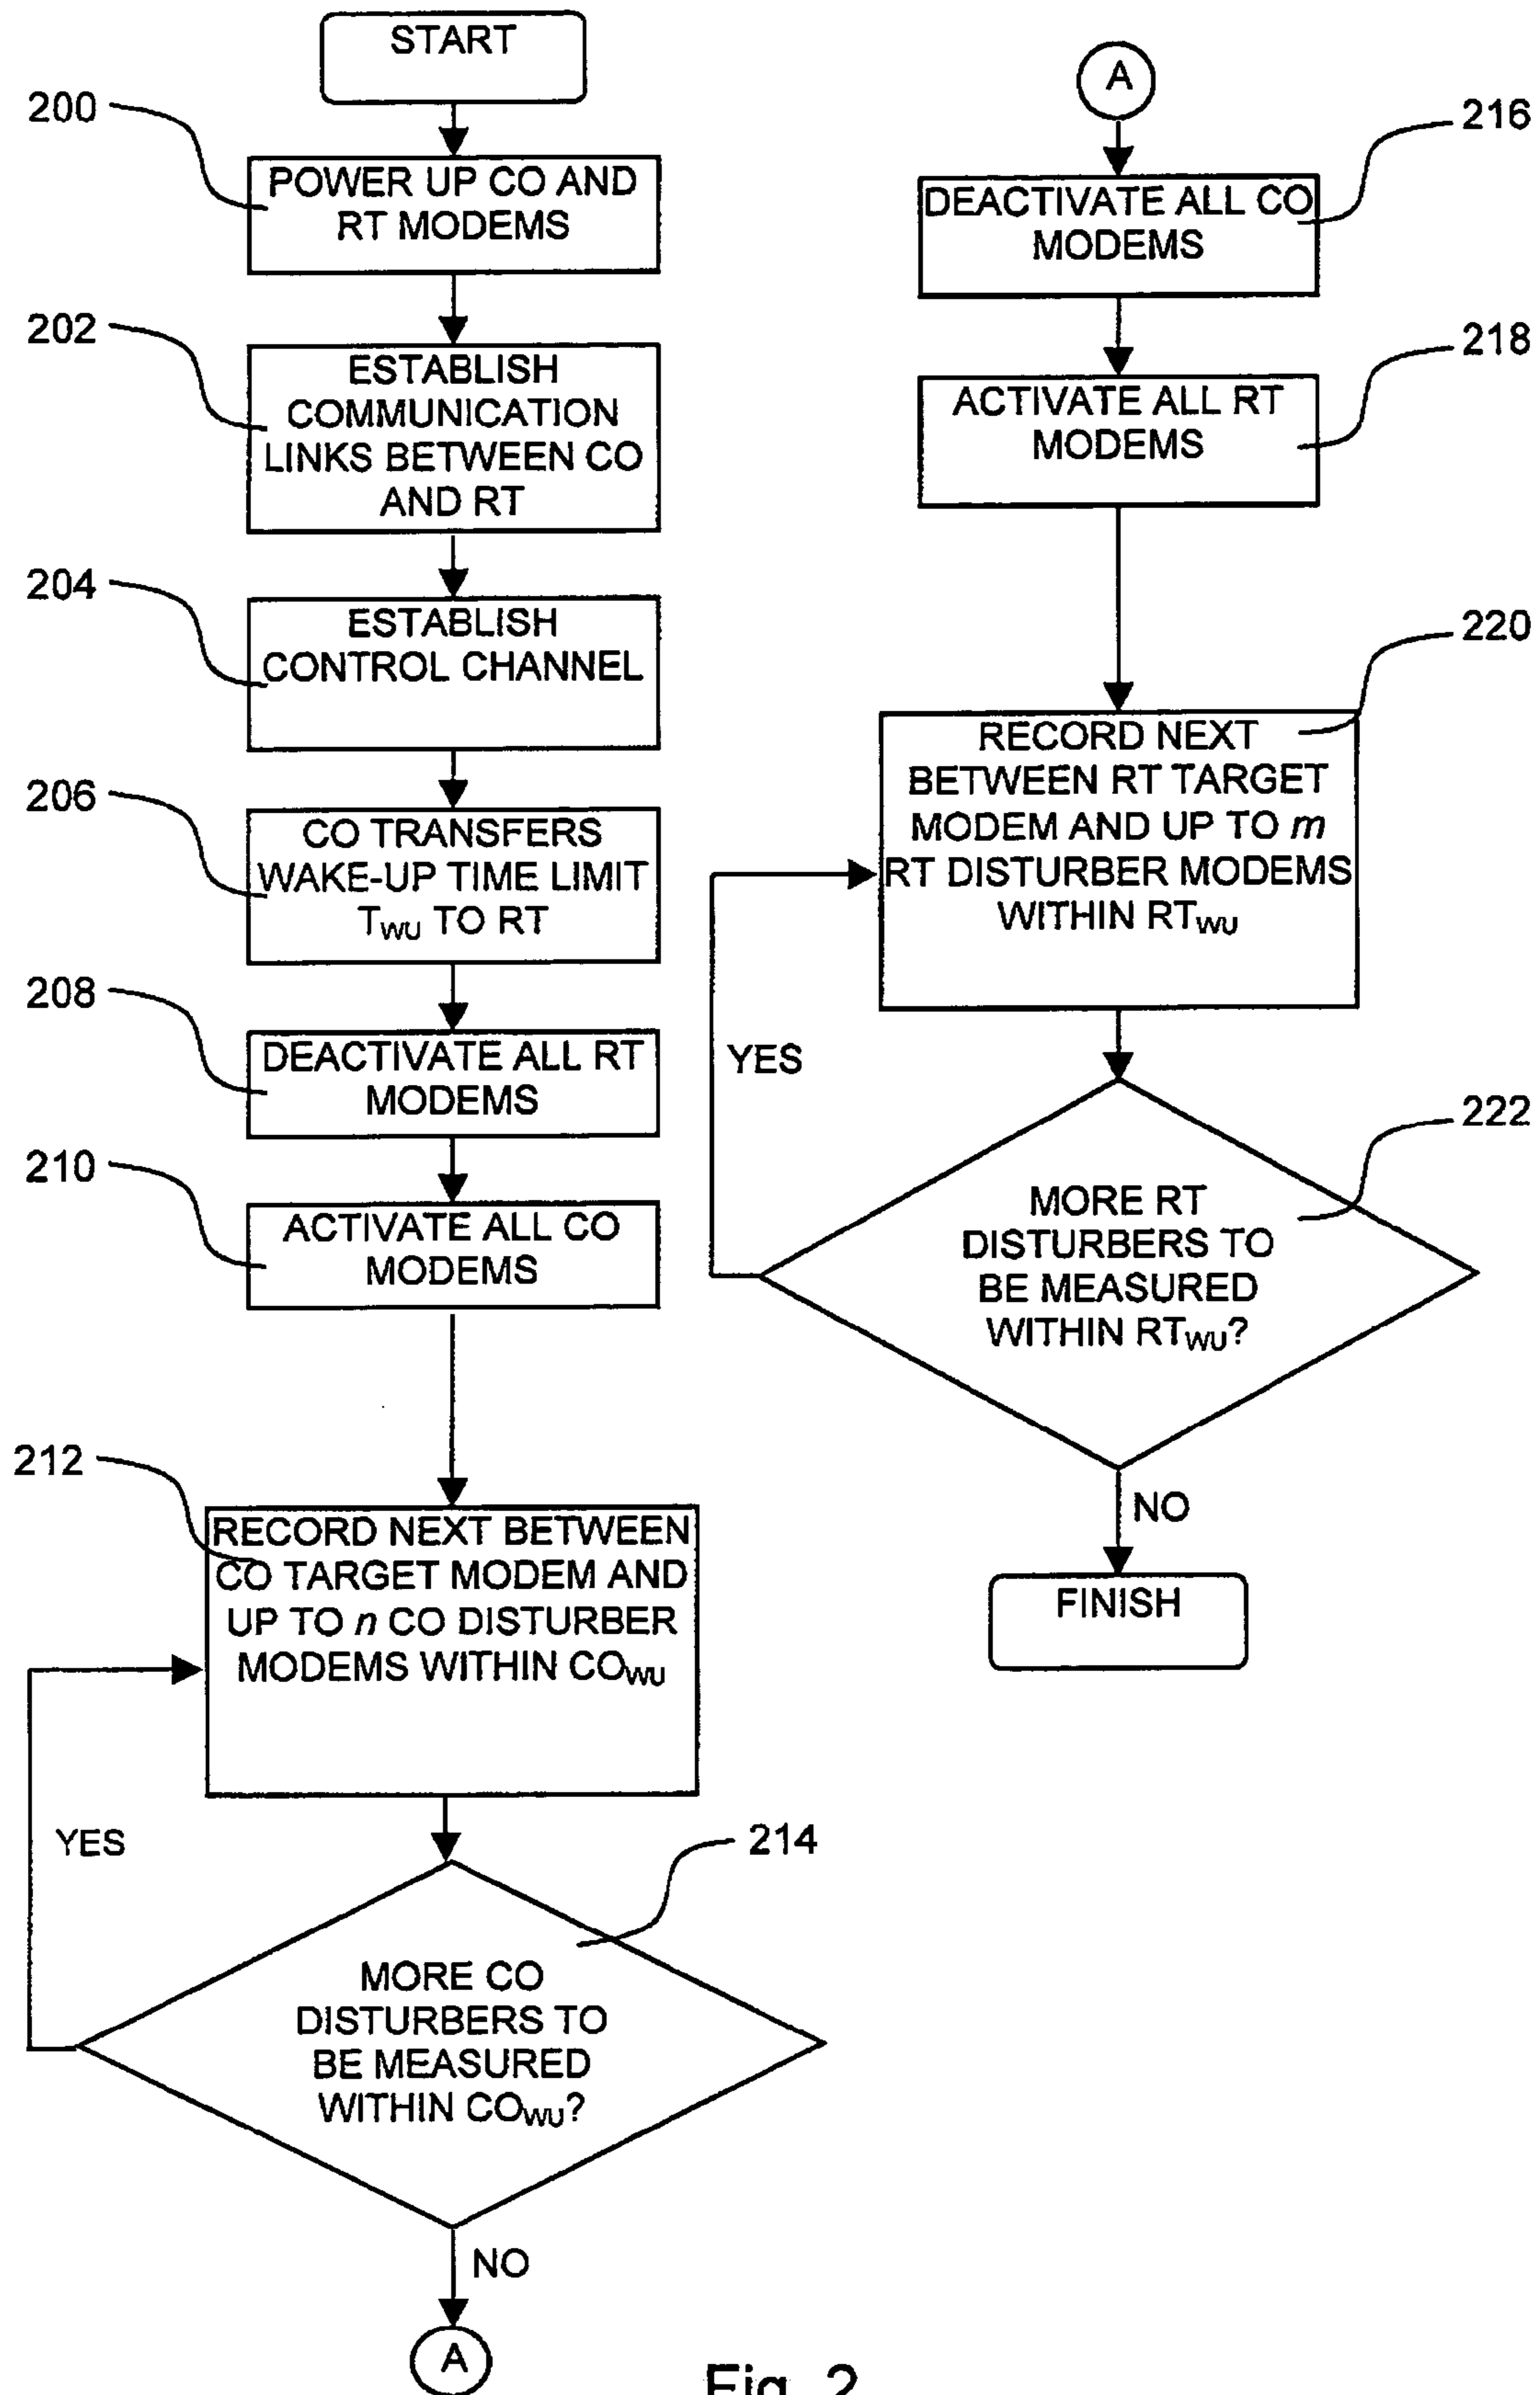 START
200
POWER UP CO AND
RT MODEMS
202
ESTABLISH
COMMUNICATION
LINKS BETWEEN CO
AND RT
204
ESTABLISH
CONTROL CHANNEL
206
CO TRANSFERS
WAKE-UP TIME LIMIT
TWU TO RT
208
DEACTIVATE ALL RT
MODEMS
210
ACTIVATE ALL CO
MODEMS
212
RECORD NEXT BETWEEN
CO TARGET MODEM AND
UP TO n CO DISTURBER
MODEMS WITHIN COWU
YES
214
MORE CO
DISTURBERS TO
BE MEASURED
WITHIN COWU?
NO
A
A
216
DEACTIVATE ALL CO
MODEMS
218
ACTIVATE ALL RT
MODEMS
220
RECORD NEXT
BETWEEN RT TARGET
MODEM AND UP TO m
RT DISTURBER MODEMS
WITHIN RTWU
YES
222
MORE RT
DISTURBERS TO
BE MEASURED
WITHIN RTWU?
NO
FINISH
Fig. 2